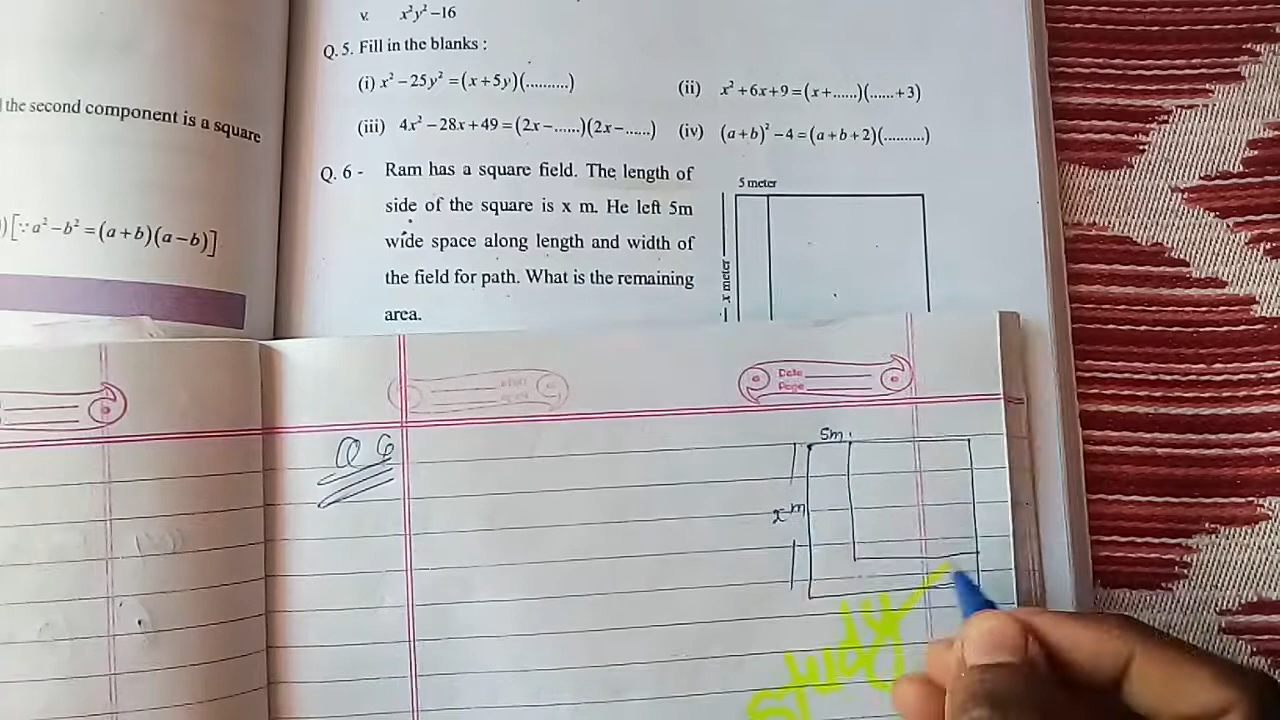 v. x²y² – 16
Q. 5. Fill in the blanks :
(i) x² – 25y² = (x + 5y)(..........)
(ii) x² + 6x + 9 = (x + ......)(...... + 3)
(iii) 4x² – 28x + 49 = (2x – ......)(2x – ......)
(iv) (a + b)² – 4 = (a + b + 2)(..........)
the second component is a square
)[∵ a² – b² = (a + b)(a – b)]
Q. 6 - Ram has a square field. The length of
side of the square is x m. He left 5m
wide space along length and width of
the field for path. What is the remaining
area.
5 meter
x meter
Date
Page
Q 6
5m
x m
study